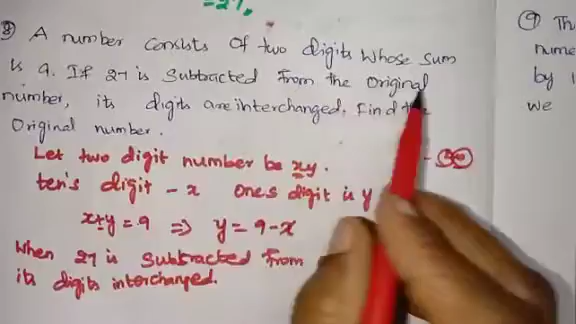 =27.
8) A number consists of two digits whose sum
is 9. If 27 is subtracted from the original
number, its digits are interchanged. Find the
original number.
Let two digit number be xy.
ten's digit - x ones digit is y
x+y=9 ⇒ y = 9-x
When 27 is subtracted from
its digits interchanged.
9) Th
nume
by 1
we